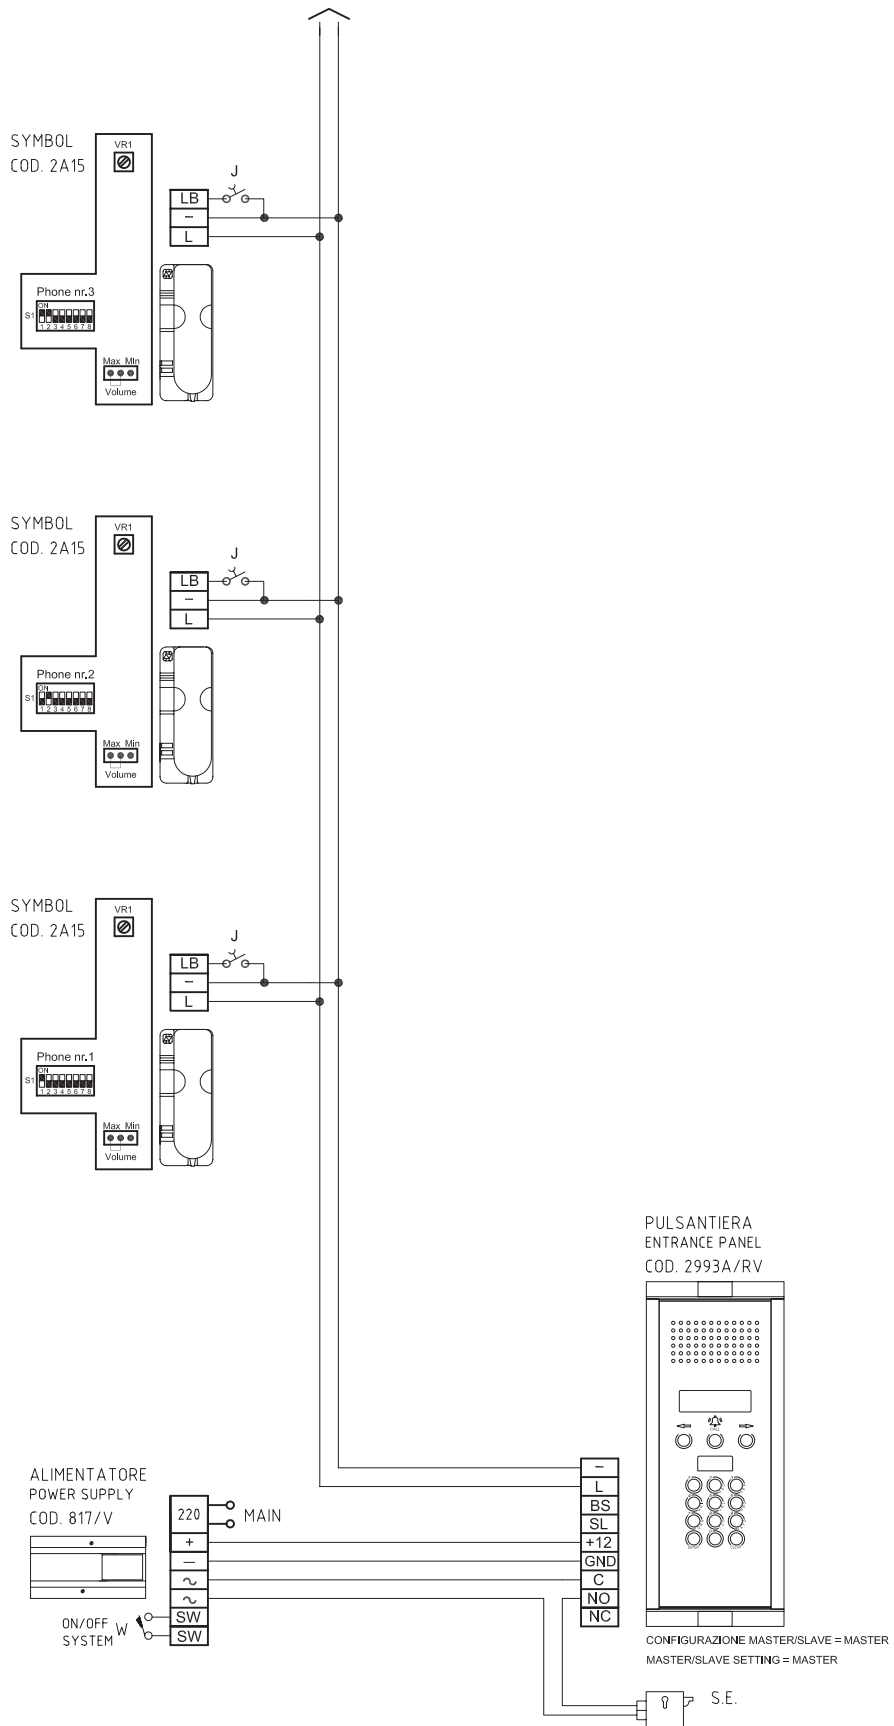 SYMBOL
COD. 2A15
VR1
J
LB
–
L
Phone nr.3
ON
S1
1 2 3 4 5 6 7 8
Max Min
Volume
SYMBOL
COD. 2A15
VR1
J
LB
–
L
Phone nr.2
ON
S1
1 2 3 4 5 6 7 8
Max Min
Volume
SYMBOL
COD. 2A15
VR1
J
LB
–
L
Phone nr.1
ON
S1
1 2 3 4 5 6 7 8
Max Min
Volume
PULSANTIERA
ENTRANCE PANEL
COD. 2993A/RV
CALL
ENTER
CLEAR
–
L
BS
SL
+12
GND
C
NO
NC
ALIMENTATORE
POWER SUPPLY
COD. 817/V
220
MAIN
+
–
~
~
SW
SW
ON/OFF
SYSTEM
W
CONFIGURAZIONE MASTER/SLAVE = MASTER
MASTER/SLAVE SETTING = MASTER
S.E.